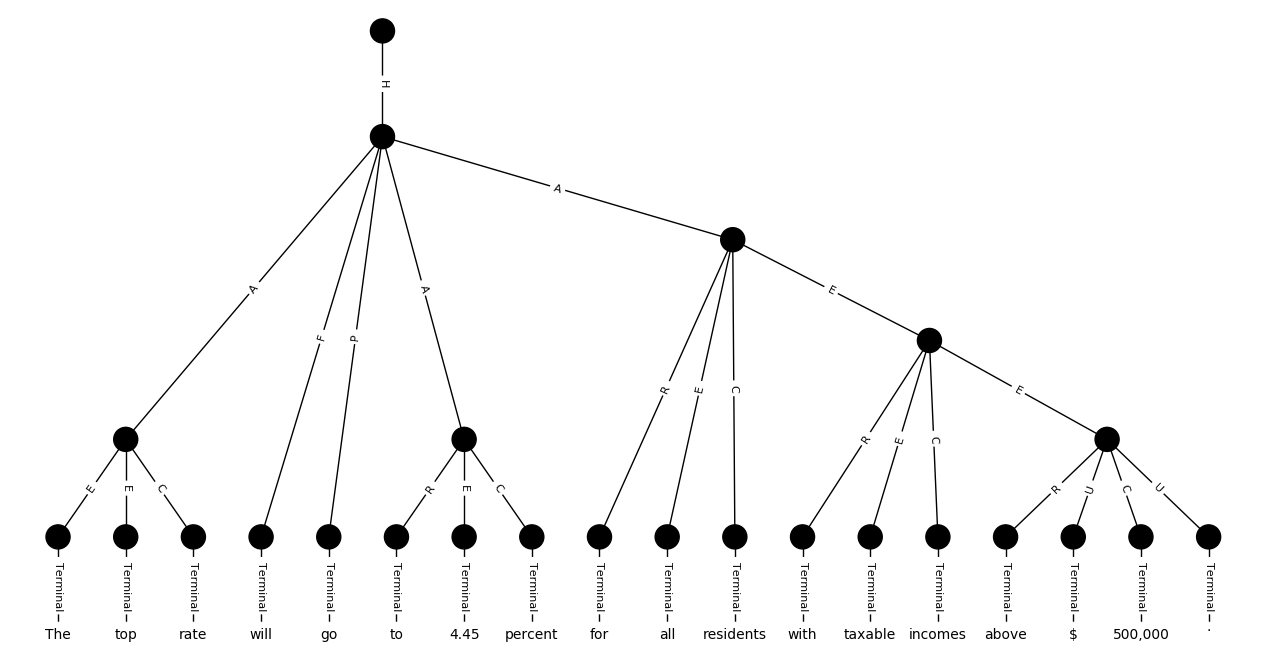 H
A
A
E
A
F
P
A
R
E
C
E
R
E
C
E
E
C
R
E
C
R
U
C
U
Terminal Terminal Terminal Terminal Terminal Terminal Terminal Terminal Terminal Terminal Terminal Terminal Terminal Terminal Terminal Terminal Terminal Terminal
The top rate will go to 4.45 percent for all residents with taxable incomes above $ 500,000 .